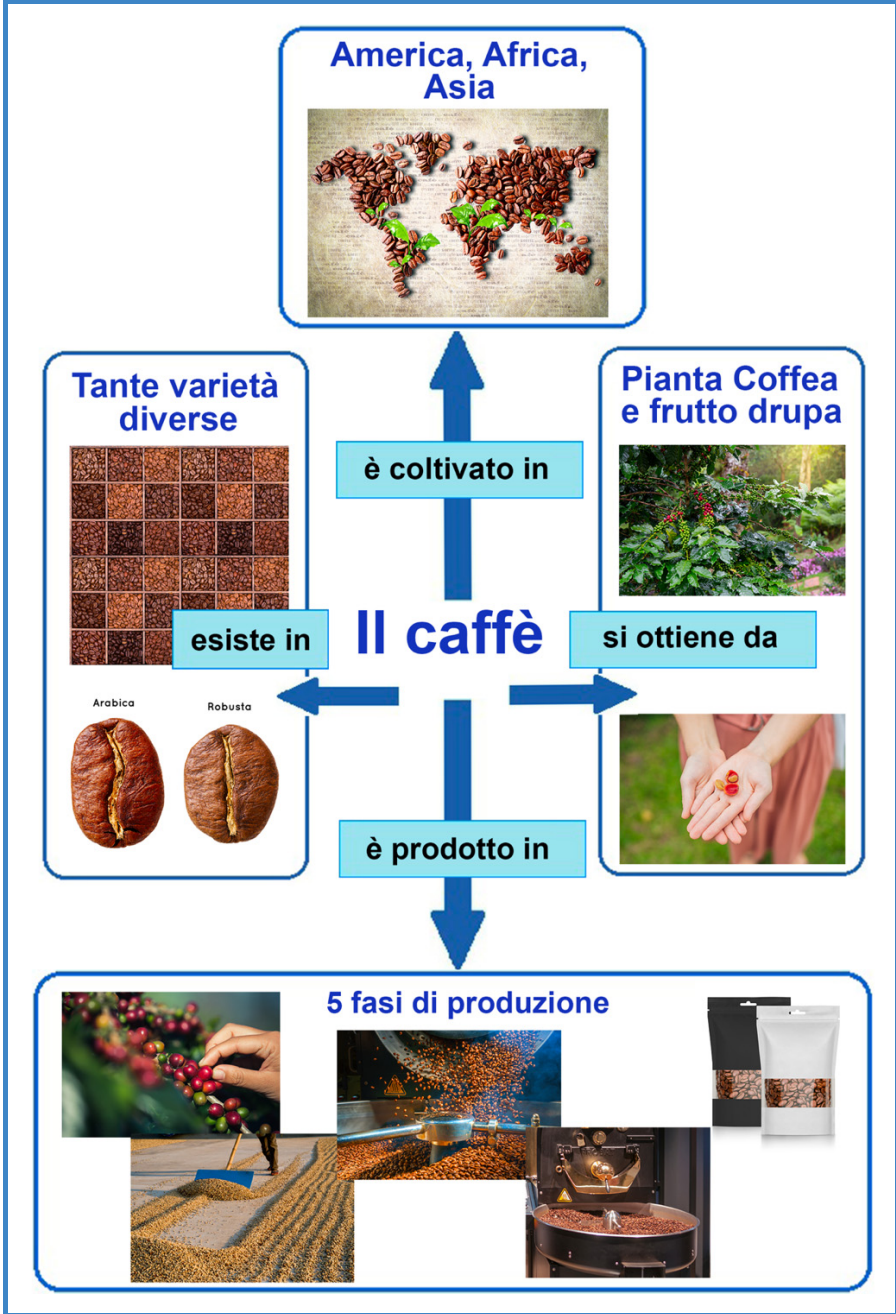 America, Africa,
Asia
è coltivato in
Tante varietà
diverse
esiste in
Arabica
Robusta
Il caffè
Pianta Coffea
e frutto drupa
si ottiene da
è prodotto in
5 fasi di produzione